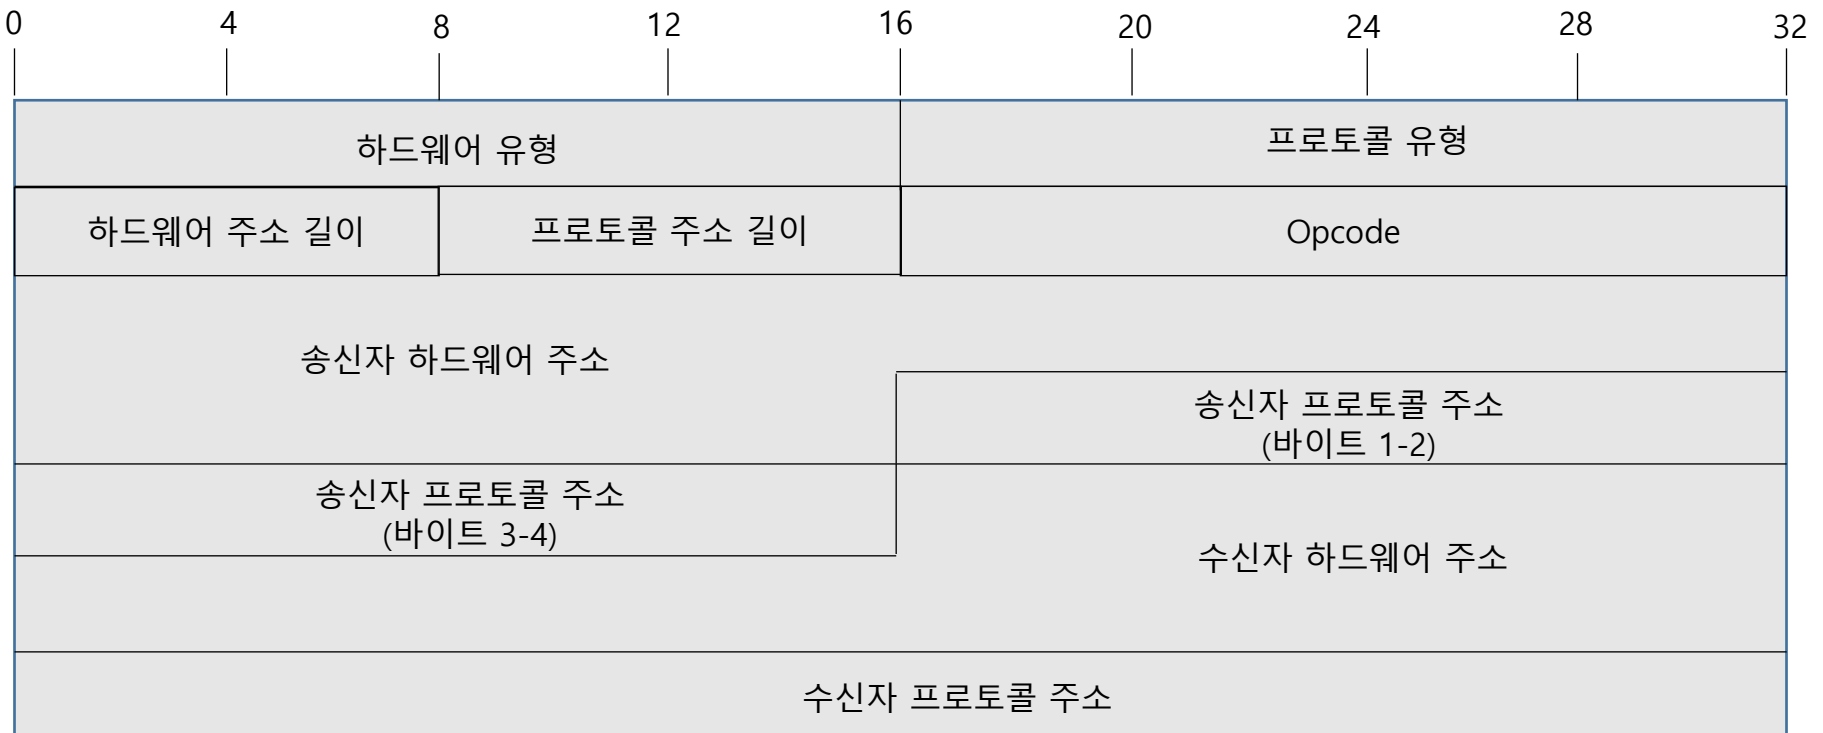 0 4 8 12 16 20 24 28 32
하드웨어 유형 프로토콜 유형
하드웨어 주소 길이 프로토콜 주소 길이 Opcode
송신자 하드웨어 주소
송신자 프로토콜 주소
(바이트 1-2)
송신자 프로토콜 주소
(바이트 3-4)
수신자 하드웨어 주소
수신자 프로토콜 주소